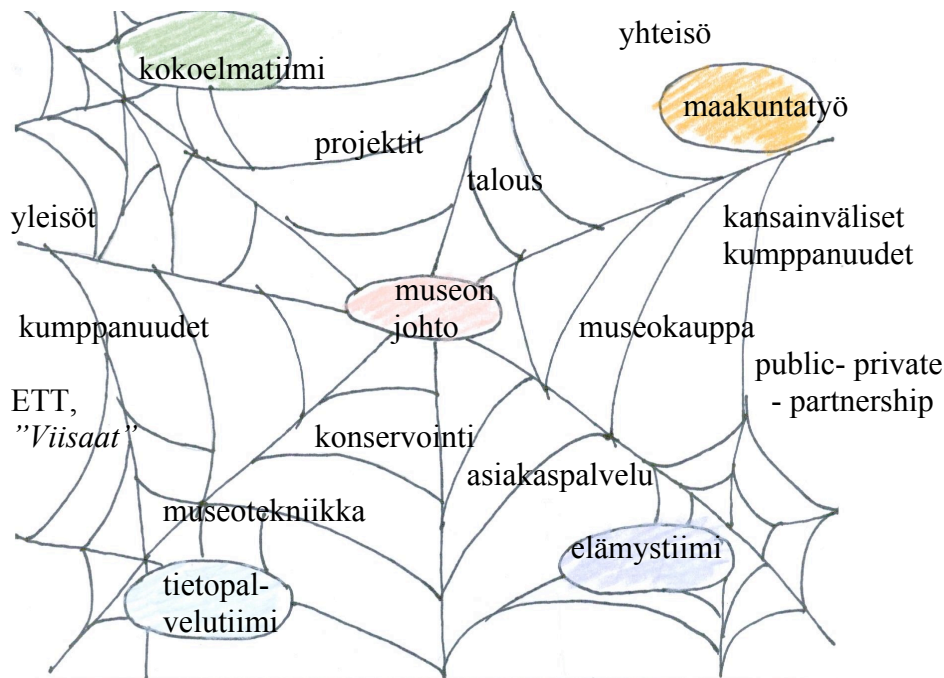 yhteisö
kokoelmatiimi
maakuntatyö
projektit
talous
yleisöt
kansainväliset
kumppanuudet
museon
johto
kumppanuudet
museokauppa
public- private
- partnership
ETT,
"Viisaat"
konservointi
asiakaspalvelu
museotekniikka
elämystiimi
tietopal-
velutiimi